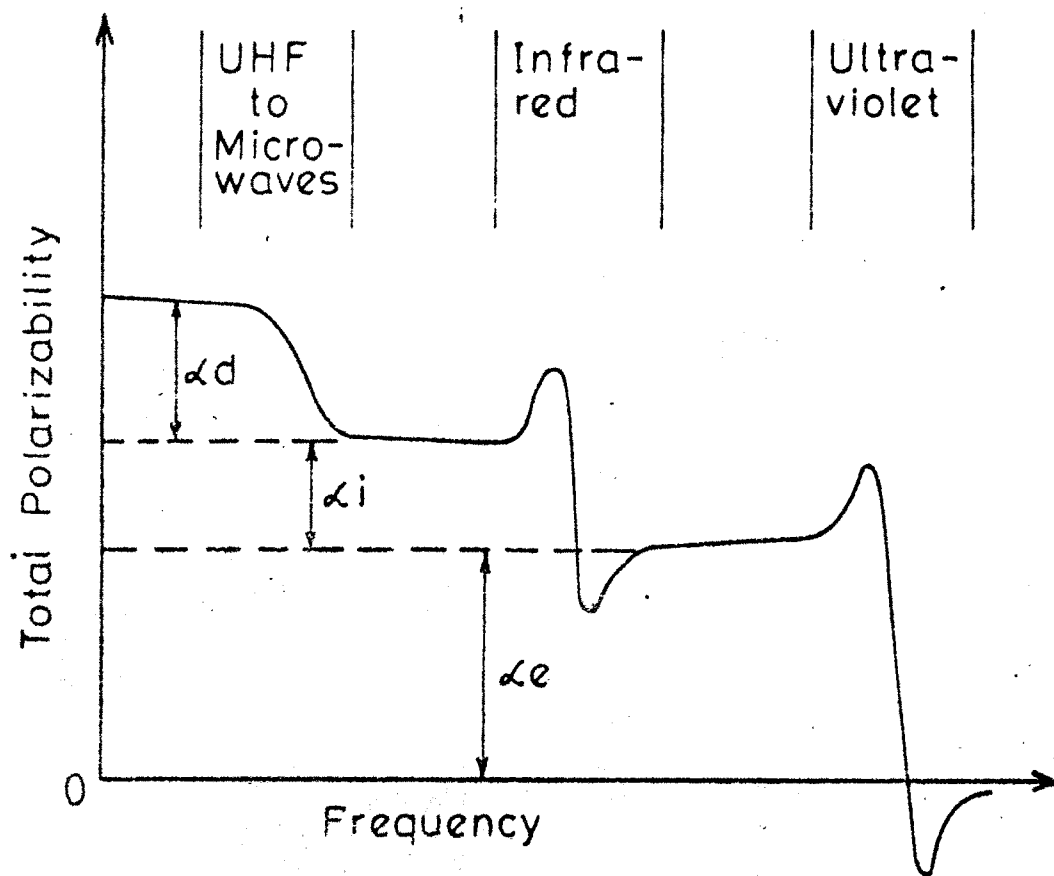 UHF
to
Micro-
waves
Infra-
red
Ultra-
violet
Total Polarizability
αd
αi
αe
0
Frequency